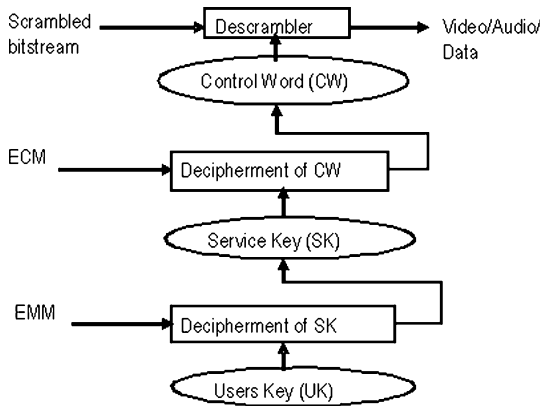 Scrambled
bitstream
Descrambler
Video/Audio/
Data
Control Word (CW)
ECM
Decipherment of CW
Service Key (SK)
EMM
Decipherment of SK
Users Key (UK)